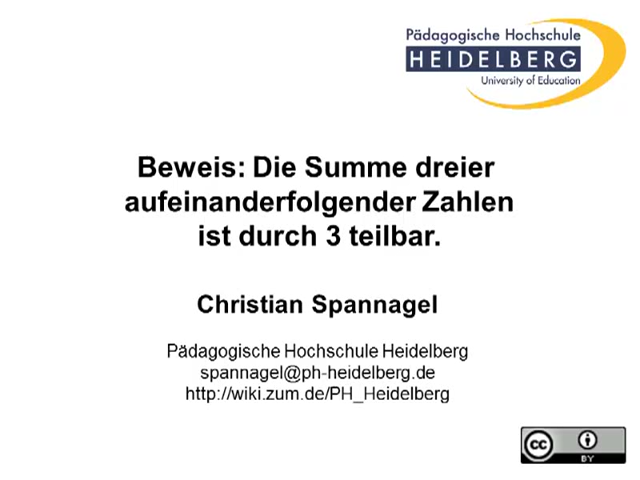 Pädagogische Hochschule
HEIDELBERG
University of Education
Beweis: Die Summe dreier
aufeinanderfolgender Zahlen
ist durch 3 teilbar.
Christian Spannagel
Pädagogische Hochschule Heidelberg
spannagel@ph-heidelberg.de
http://wiki.zum.de/PH_Heidelberg
cc
BY